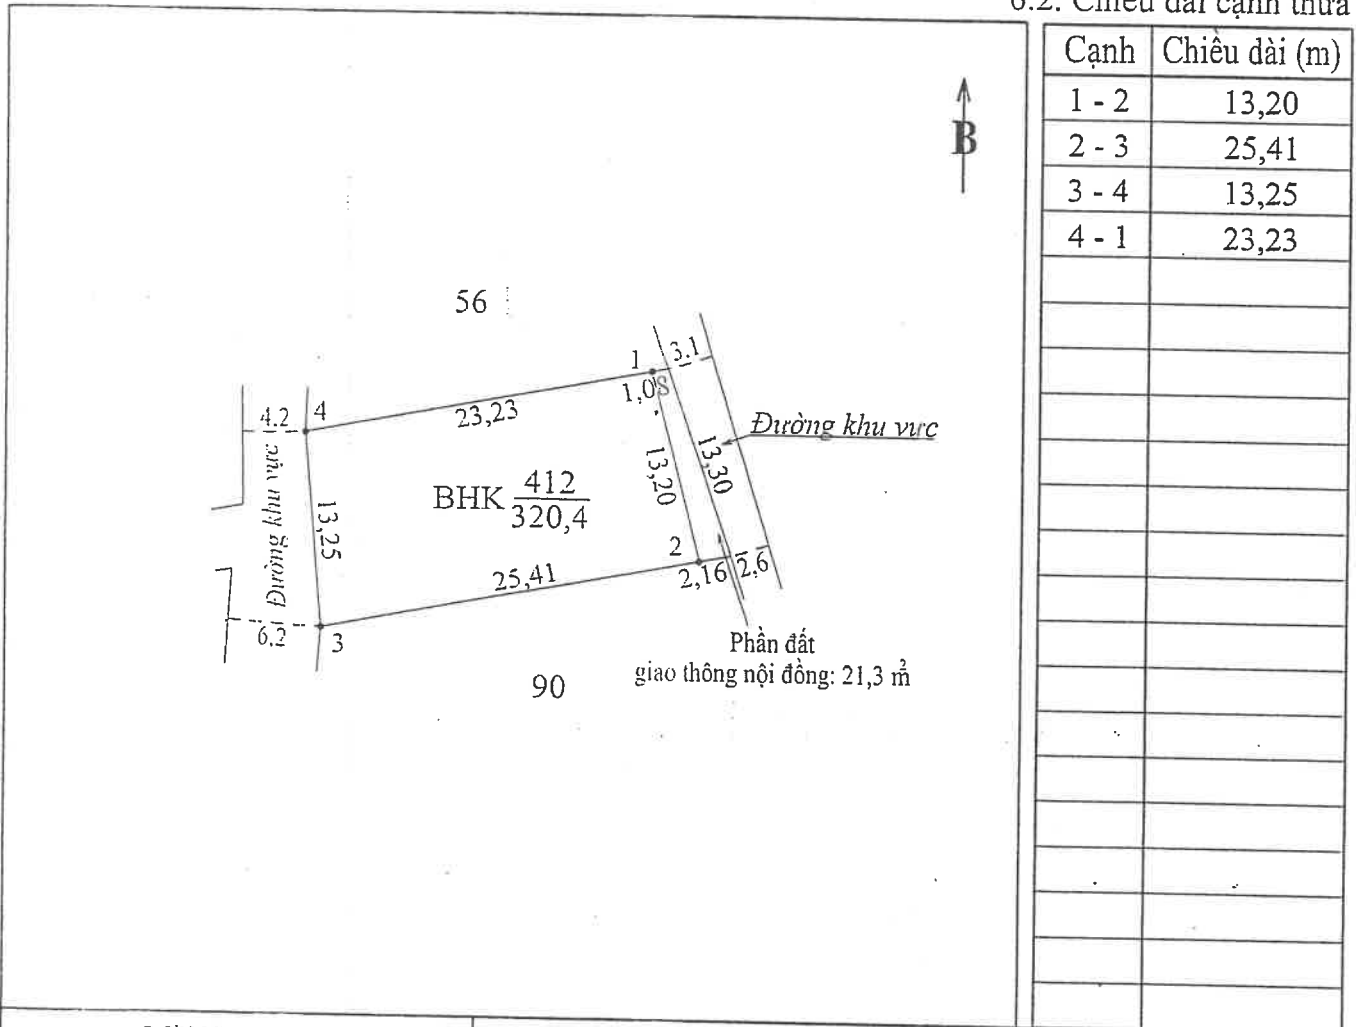 6.2. Chiều dài cạnh thửa
Cạnh Chiều dài (m)
1 - 2 13,20
2 - 3 25,41
3 - 4 13,25
4 - 1 23,23
B
56
1 3.1
1,08
4.2 4
23,23
Đường khu vực
13,30
13,20
BHK 412
320,4
Đường khu vực
13,25
2
25,41
2,16 2,6
6.2 3
Phần đất
giao thông nội đồng: 21,3 m²
90